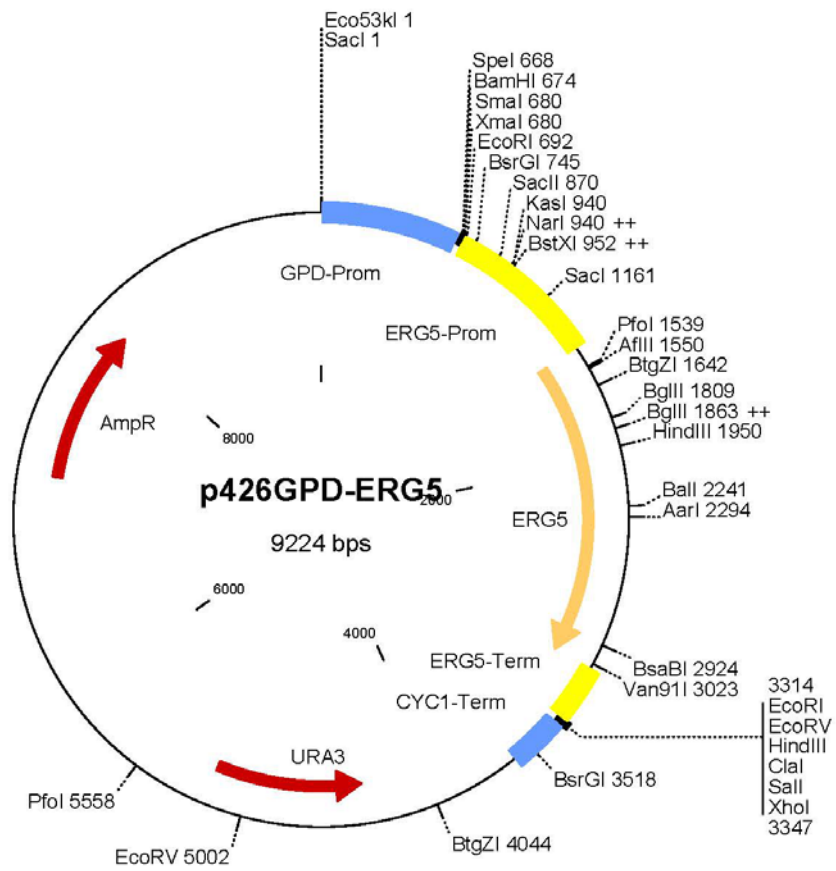 Eco53kI 1
SacI 1
SpeI 668
BamHI 674
SmaI 680
XmaI 680
EcoRI 692
BsrGI 745
SacII 870
KasI 940
NarI 940 ++
BstXI 952 ++
SacI 1161
GPD-Prom
ERG5-Prom
PfoI 1539
AflII 1550
BtgZI 1642
BglII 1809
BglI 1863 ++
HindIII 1950
AmpR
8000
p426GPD-ERG5
2000
BalI 2241
AarI 2294
ERG5
9224 bps
6000
4000
ERG5-Term
CYC1-Term
BsaBI 2924
Van91I 3023
3314
EcoRI
EcoRV
HindIII
ClaI
SalI
XhoI
3347
URA3
BsrGI 3518
PfoI 5558
EcoRV 5002
BtgZI 4044